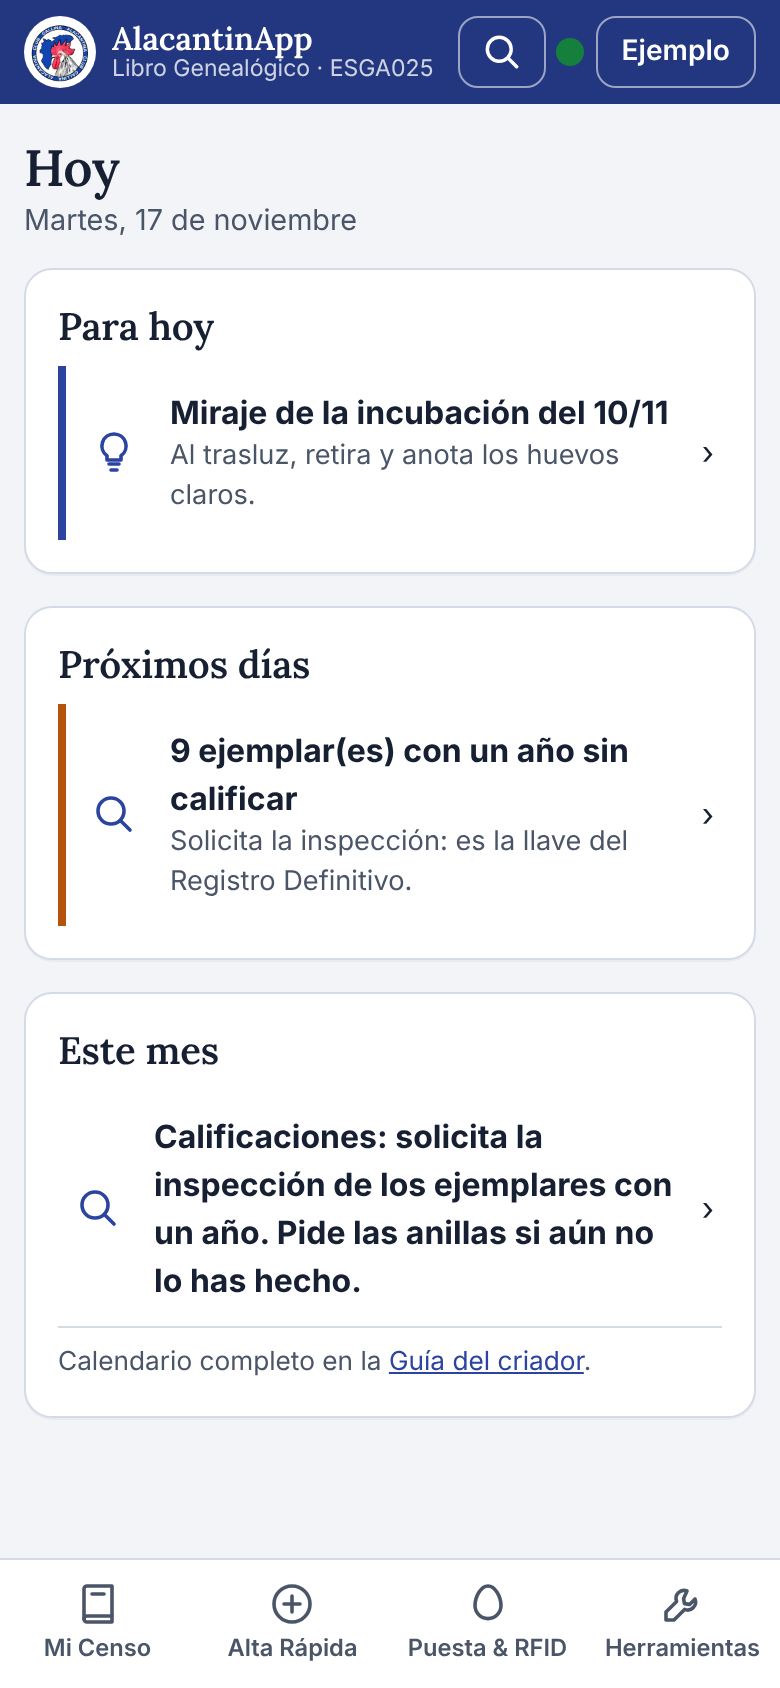 AlacantinApp
Libro Genealógico · ESGA025
Ejemplo
Hoy
Martes, 17 de noviembre
Para hoy
Miraje de la incubación del 10/11
Al trasluz, retira y anota los huevos
claros.
Próximos días
9 ejemplar(es) con un año sin
calificar
Solicita la inspección: es la llave del
Registro Definitivo.
Este mes
Calificaciones: solicita la
inspección de los ejemplares con
un año. Pide las anillas si aún no
lo has hecho.
Calendario completo en la Guía del criador.
Mi Censo
Alta Rápida
Puesta & RFID
Herramientas